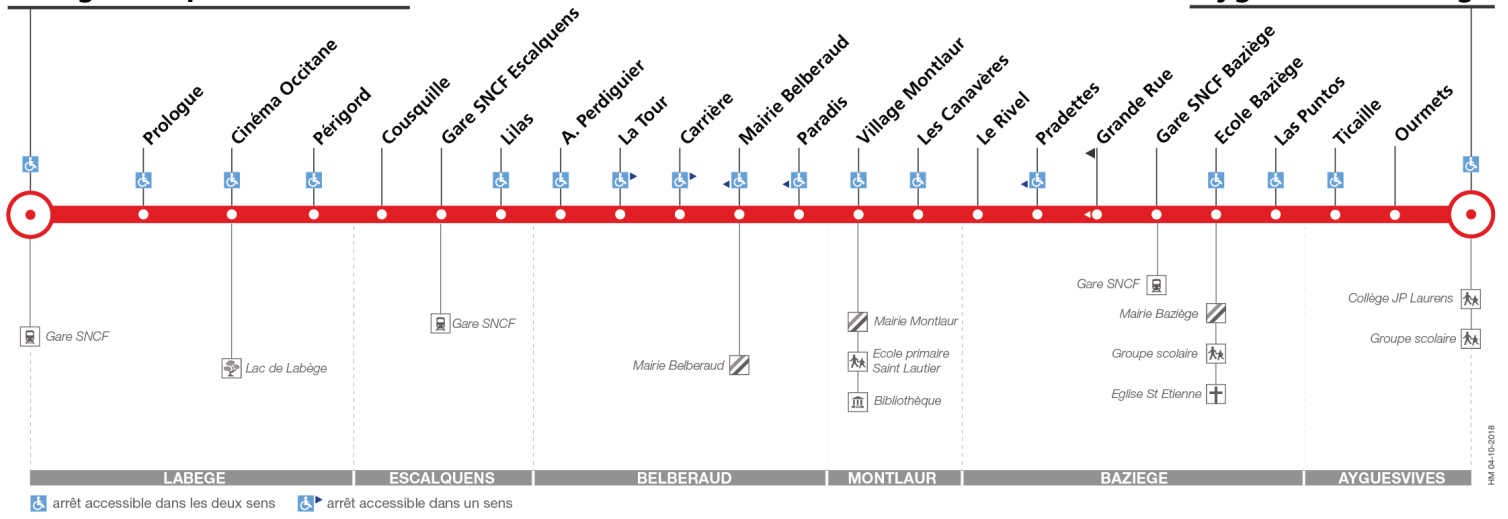 Prologue
Cinéma Occitane
Périgord
Cousquille
Gare SNCF Escalquens
Lilas
A. Perdiguier
La Tour
Carrière
Mairie Belberaud
Paradis
Village Montlaur
Les Canavères
Le Rivel
Pradettes
Grande Rue
Gare SNCF Baziège
Ecole Baziège
Las Puntos
Ticaille
Ourmets
Gare SNCF
Lac de Labège
Gare SNCF
Mairie Belberaud
Mairie Montlaur
Ecole primaire
Saint Lautier
Bibliothèque
Gare SNCF
Mairie Baziège
Groupe scolaire
Eglise St Etienne
Collège JP Laurens
Groupe scolaire
LABEGE
ESCALQUENS
BELBERAUD
MONTLAUR
BAZIEGE
AYGUESVIVES
arrêt accessible dans les deux sens
arrêt accessible dans un sens
HM 04-10-2018